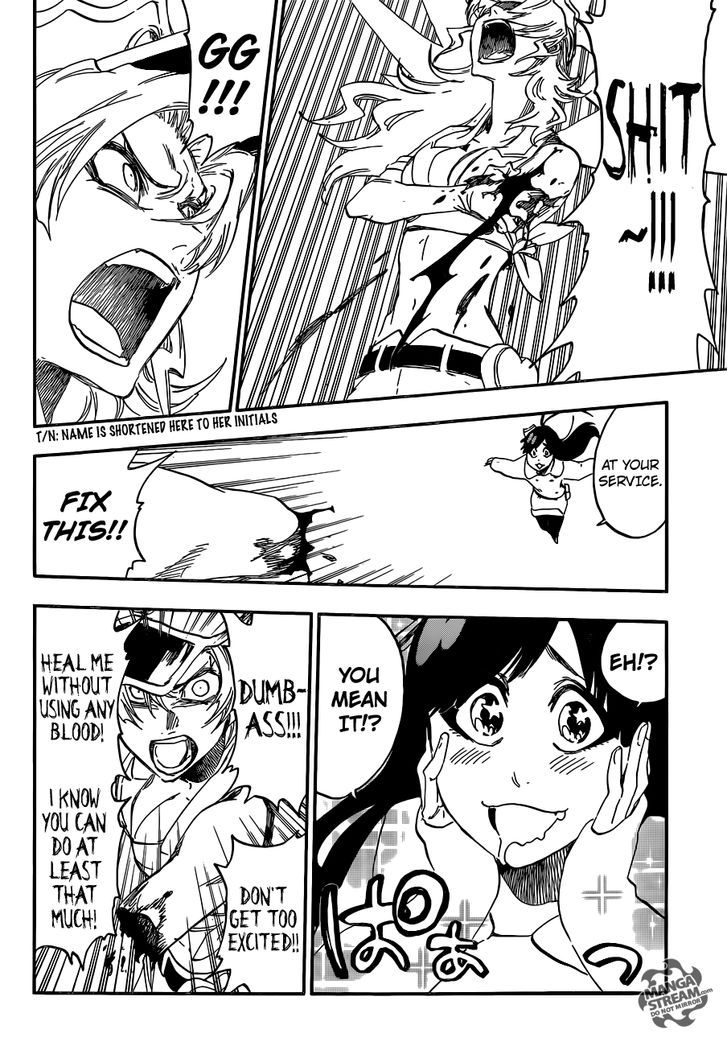 SHIT
~!!!
!!!
GG
!!!
T/N: NAME IS SHORTENED HERE TO HER INITIALS
AT YOUR
SERVICE.
FIX
THIS!!
EH!?
YOU
MEAN
IT!?
ぱぁっ
DUMB-
ASS!!!
HEAL ME
WITHOUT
USING ANY
BLOOD!
I KNOW
YOU CAN
DO AT
LEAST
THAT
MUCH!
DON'T
GET TOO
EXCITED!!
MANGA
STREAM.COM
DO NOT MIRROR